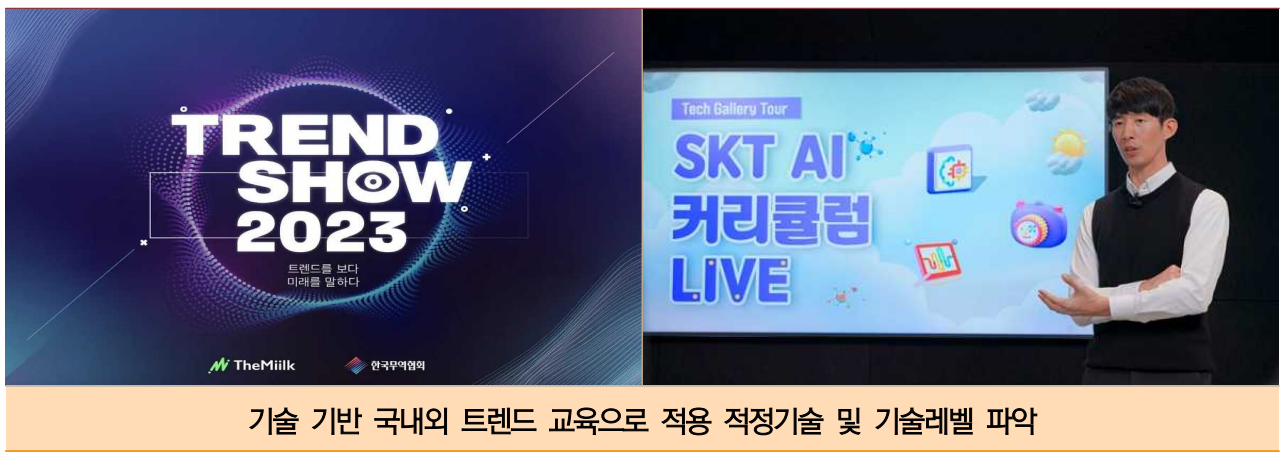 TREND
SHOW
2023
트렌드를 보다
미래를 말하다
TheMiilk
한국무역협회
Tech Gallery Tour
SKT AI
커리큘럼
LIVE
기술 기반 국내외 트렌드 교육으로 적용 적정기술 및 기술레벨 파악